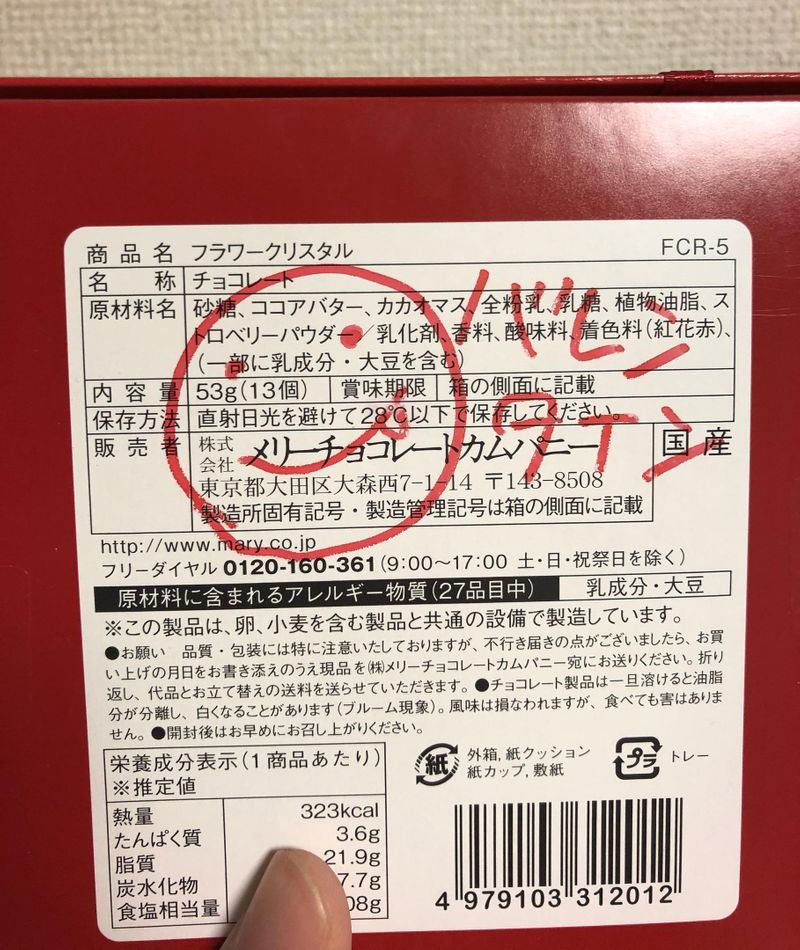 商品名 フラワークリスタル FCR-5
名称 チョコレート
原材料名 砂糖、ココアバター、カカオマス、全粉乳、乳糖、植物油脂、ス
トロベリーパウダー／乳化剤、香料、酸味料、着色料(紅花赤)、
(一部に乳成分・大豆を含む)
内容量 53g(13個) 賞味期限 箱の側面に記載
保存方法 直射日光を避けて28℃以下で保存してください。
販売者 株式会社 メリーチョコレートカムパニー
国産
東京都大田区大森西7-1-14 〒143-8508
製造所固有記号・製造管理記号は箱の側面に記載
バレン
タイン
http://www.mary.co.jp
フリーダイヤル 0120-160-361(9:00〜17:00 土・日・祝祭日を除く)
原材料に含まれるアレルギー物質(27品目中) 乳成分・大豆
※この製品は、卵、小麦を含む製品と共通の設備で製造しています。
●お願い 品質・包装には特に注意いたしておりますが、不行き届きの点がございましたら、お買
い上げの月日をお書き添えのうえ現品を㈱メリーチョコレートカムパニー宛にお送りください。折り
返し、代品とお立て替えの送料を送らせていただきます。 ●チョコレート製品は一旦溶けると油脂
分が分離し、白くなることがあります(ブルーム現象)。風味は損なわれますが、食べても害はありま
せん。●開封後はお早めにお召し上がりください。
栄養成分表示(1商品あたり)
※推定値
熱量 323kcal
たんぱく質 3.6g
脂質 21.9g
炭水化物 7.7g
食塩相当量 08g
紙 外箱, 紙クッション
紙カップ, 敷紙
プラ トレー
4 979103 312012